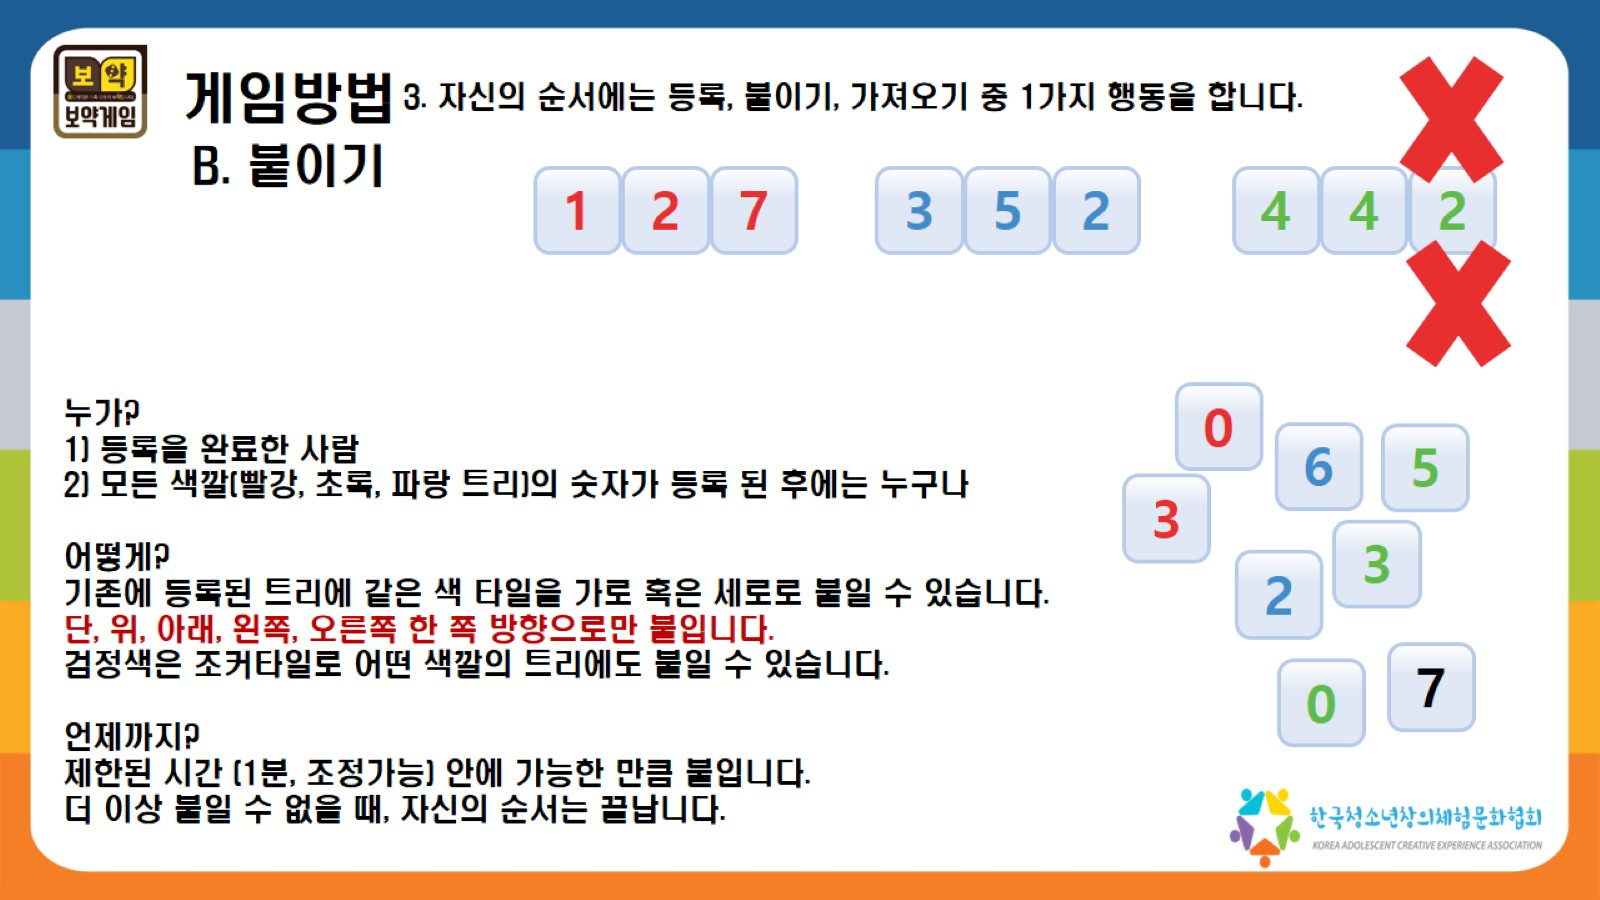 보약
보약게임
게임방법 3. 자신의 순서에는 등록, 붙이기, 가져오기 중 1가지 행동을 합니다.
B. 붙이기
1 2 7 3 5 2 4 4 2
누가?
1) 등록을 완료한 사람
2) 모든 색깔(빨강, 초록, 파랑 트리)의 숫자가 등록 된 후에는 누구나
어떻게?
기존에 등록된 트리에 같은 색 타일을 가로 혹은 세로로 붙일 수 있습니다.
단, 위, 아래, 왼쪽, 오른쪽 한 쪽 방향으로만 붙입니다.
검정색은 조커타일로 어떤 색깔의 트리에도 붙일 수 있습니다.
언제까지?
제한된 시간 (1분, 조정가능) 안에 가능한 만큼 붙입니다.
더 이상 붙일 수 없을 때, 자신의 순서는 끝납니다.
0
6
5
3
3
2
0
7
한국청소년창의체험문화협회
KOREA ADOLESCENT CREATIVE EXPERIENCE ASSOCIATION